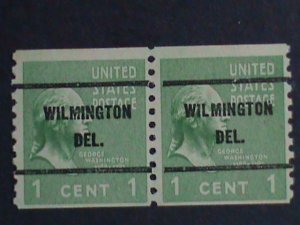 UNITED
STATES
POSTAGE
WILMINGTON
DEL.
GEORGE
WASHINGTON
1 CENT 1
UNITED
STATES
POSTAGE
WILMINGTON
DEL.
GEORGE
WASHINGTON
1 CENT 1